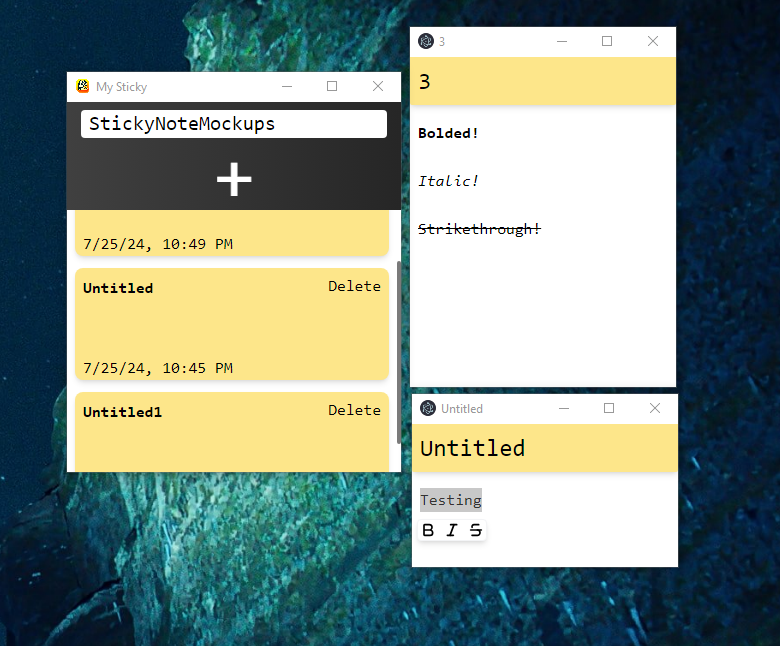 My Sticky
StickyNoteMockups
7/25/24, 10:49 PM
Untitled
Delete
7/25/24, 10:45 PM
Untitled1
Delete
3
3
Bolded!
Italic!
Strikethrough!
Untitled
Untitled
Testing
B I S